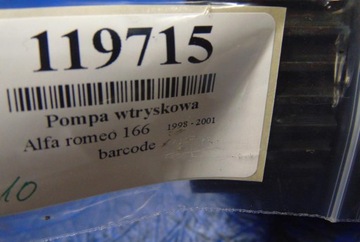 119715
Pompa wtryskowa
Alfa romeo 166 1998 - 2001
barcode
10